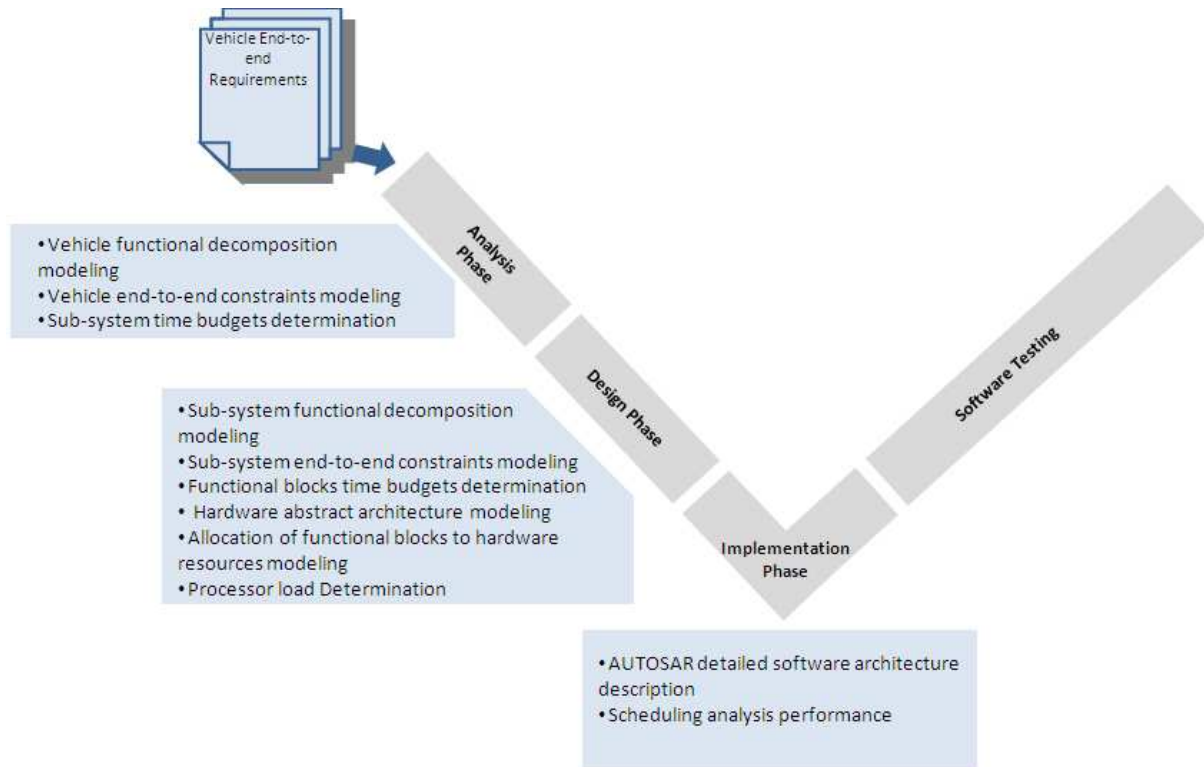 Vehicle End-to-
end
Requirements
Analysis
Phase
• Vehicle functional decomposition
modeling
• Vehicle end-to-end constraints modeling
• Sub-system time budgets determination
Design Phase
Software Testing
• Sub-system functional decomposition
modeling
• Sub-system end-to-end constraints modeling
• Functional blocks time budgets determination
• Hardware abstract architecture modeling
• Allocation of functional blocks to hardware
resources modeling
• Processor load Determination
Implementation
Phase
• AUTOSAR detailed software architecture
description
• Scheduling analysis performance